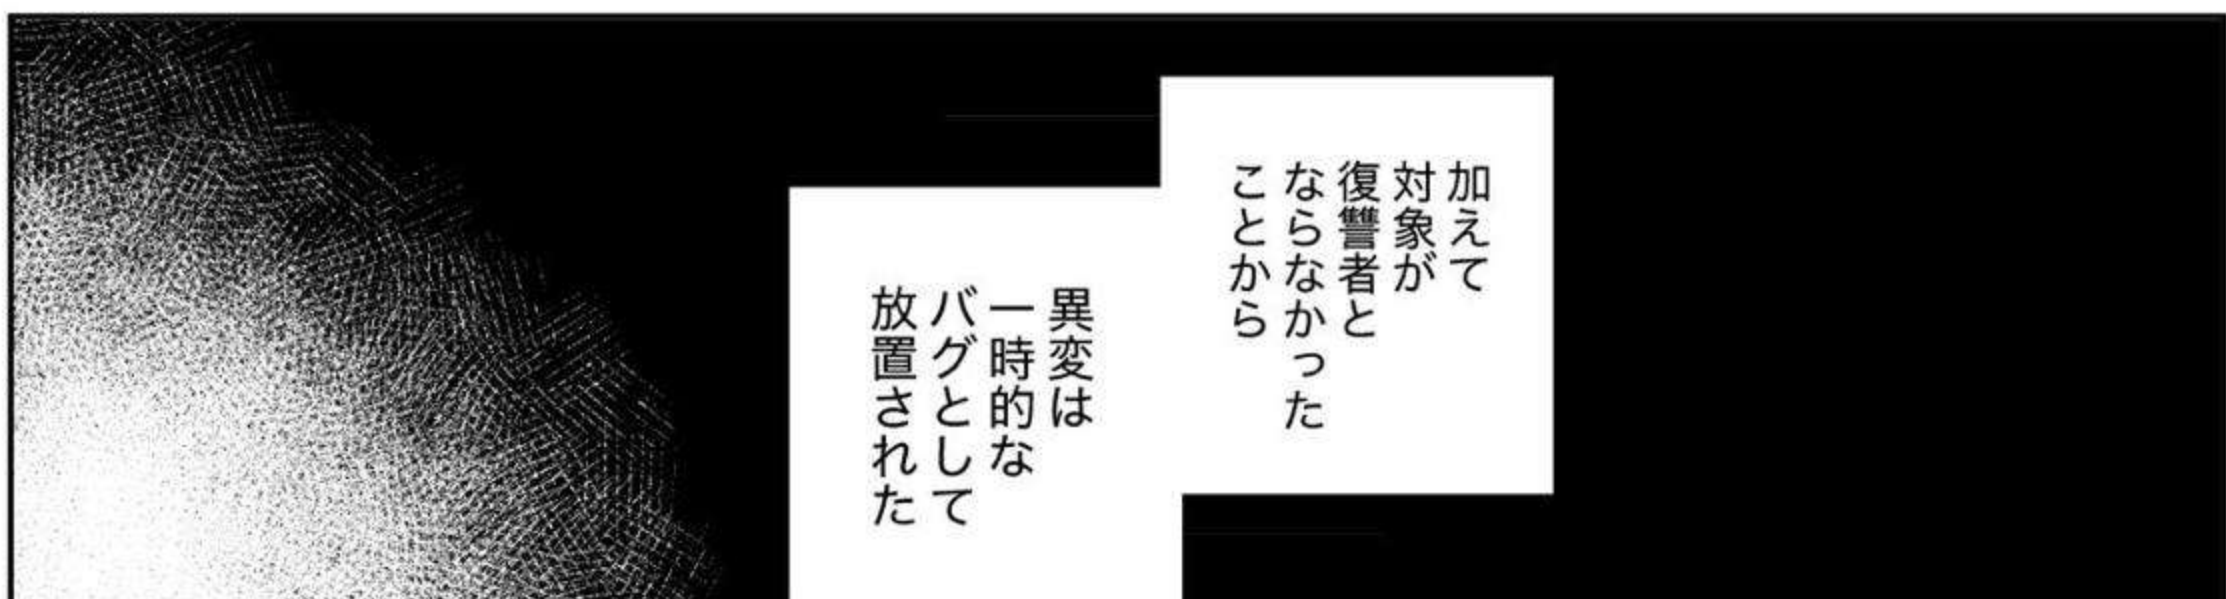 加えて
対象が
復讐者と
ならなかった
ことから
異変は
一時的な
バグとして
放置された